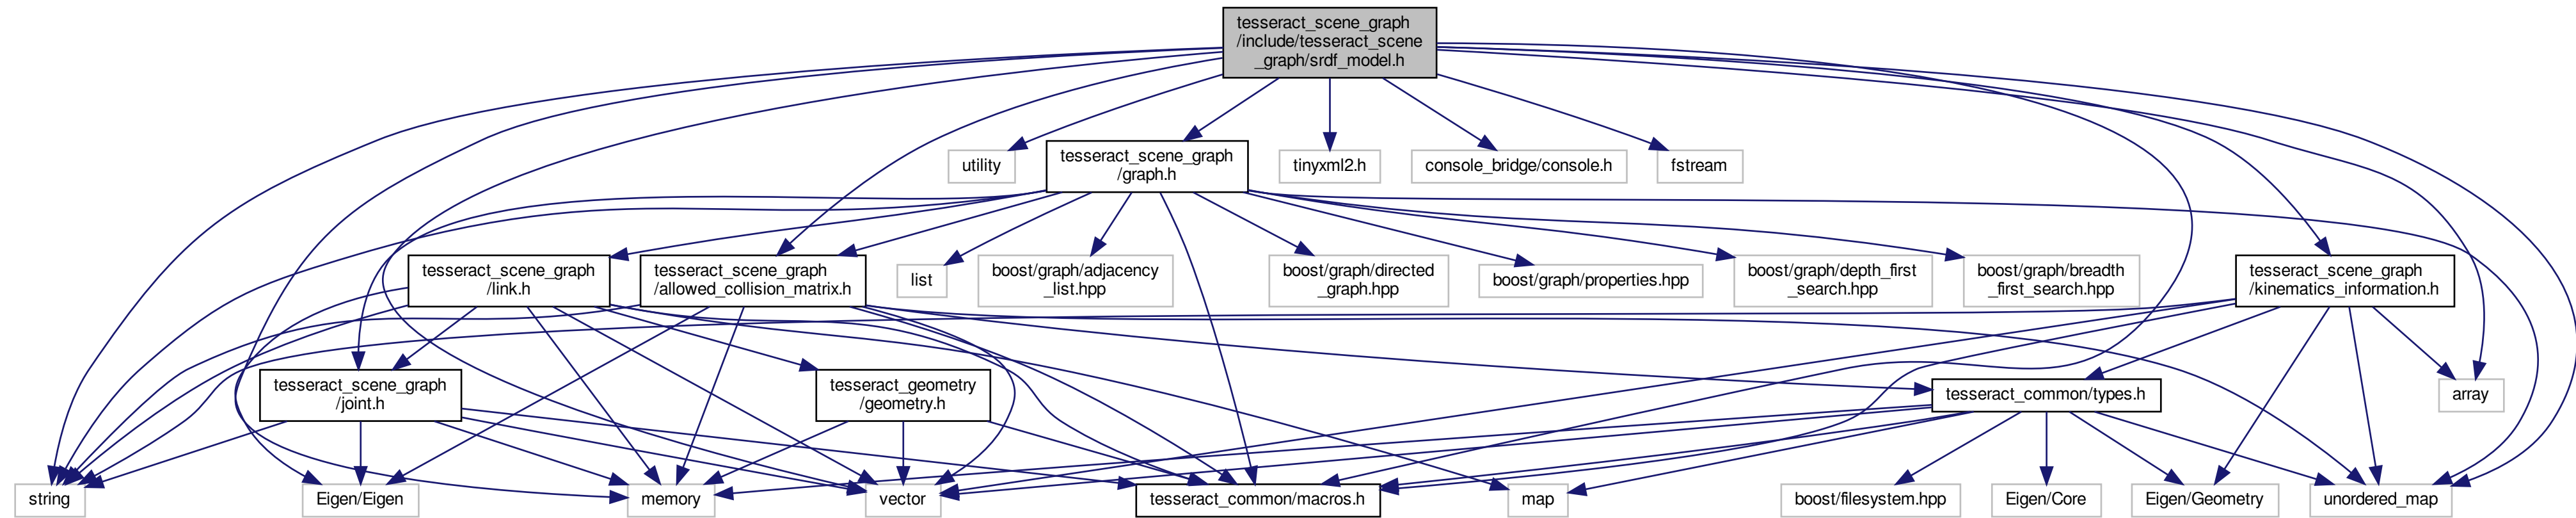 tesseract_scene_graph
/include/tesseract_scene
_graph/srdf_model.h
utility
tesseract_scene_graph
/graph.h
tinyxml2.h
console_bridge/console.h
fstream
tesseract_scene_graph
/link.h
tesseract_scene_graph
/allowed_collision_matrix.h
list
boost/graph/adjacency
_list.hpp
boost/graph/directed
_graph.hpp
boost/graph/properties.hpp
boost/graph/depth_first
_search.hpp
boost/graph/breadth
_first_search.hpp
tesseract_scene_graph
/kinematics_information.h
tesseract_scene_graph
/joint.h
tesseract_geometry
/geometry.h
tesseract_common/types.h
array
string
Eigen/Eigen
memory
vector
tesseract_common/macros.h
map
boost/filesystem.hpp
Eigen/Core
Eigen/Geometry
unordered_map